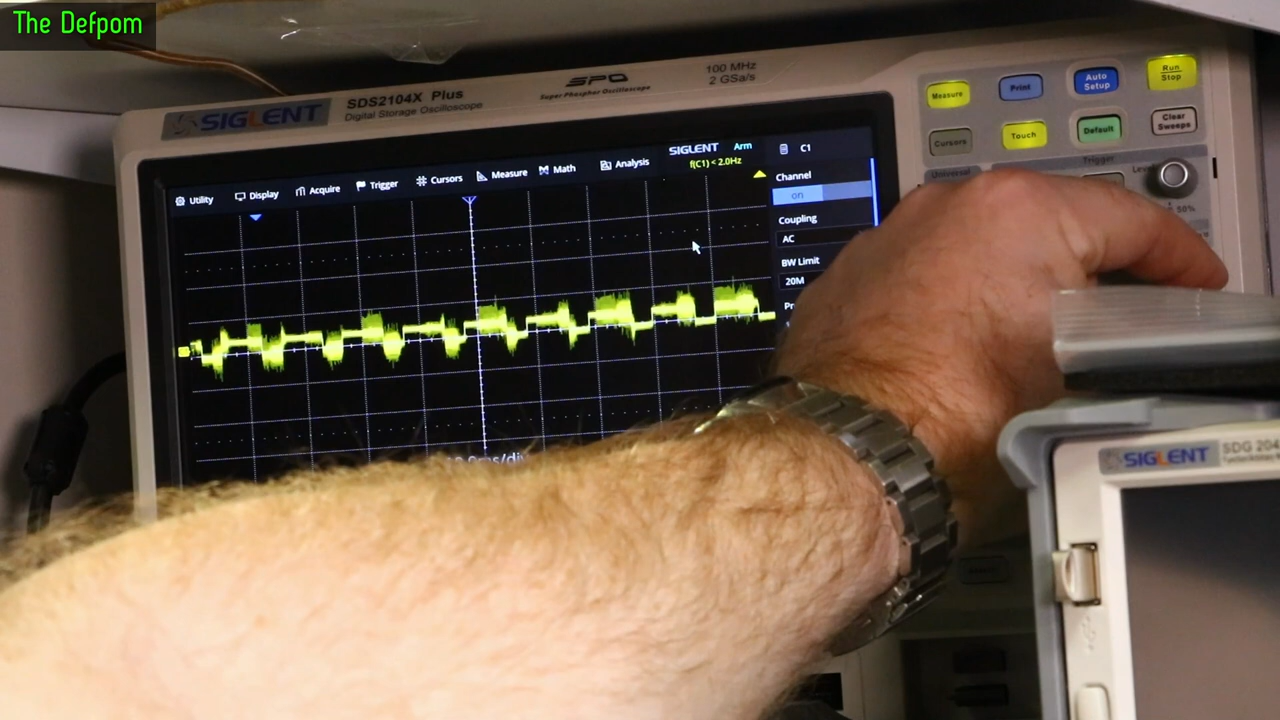 The Defpom
SIGLENT
SDS2104X Plus
Digital Storage Oscilloscope
SPO
Super Phosphor Oscilloscope
100 MHz
2 GSa/s
Measure
Print
Auto
Setup
Run
Stop
Cursors
Touch
Default
Clear
Sweeps
Universal
Trigger
50%
Utility
Display
Acquire
Trigger
Cursors
Measure
Math
Analysis
SIGLENT
Arm
f(C1) < 2.0Hz
C1
Channel
on
Coupling
AC
BW Limit
20M
SIGLENT